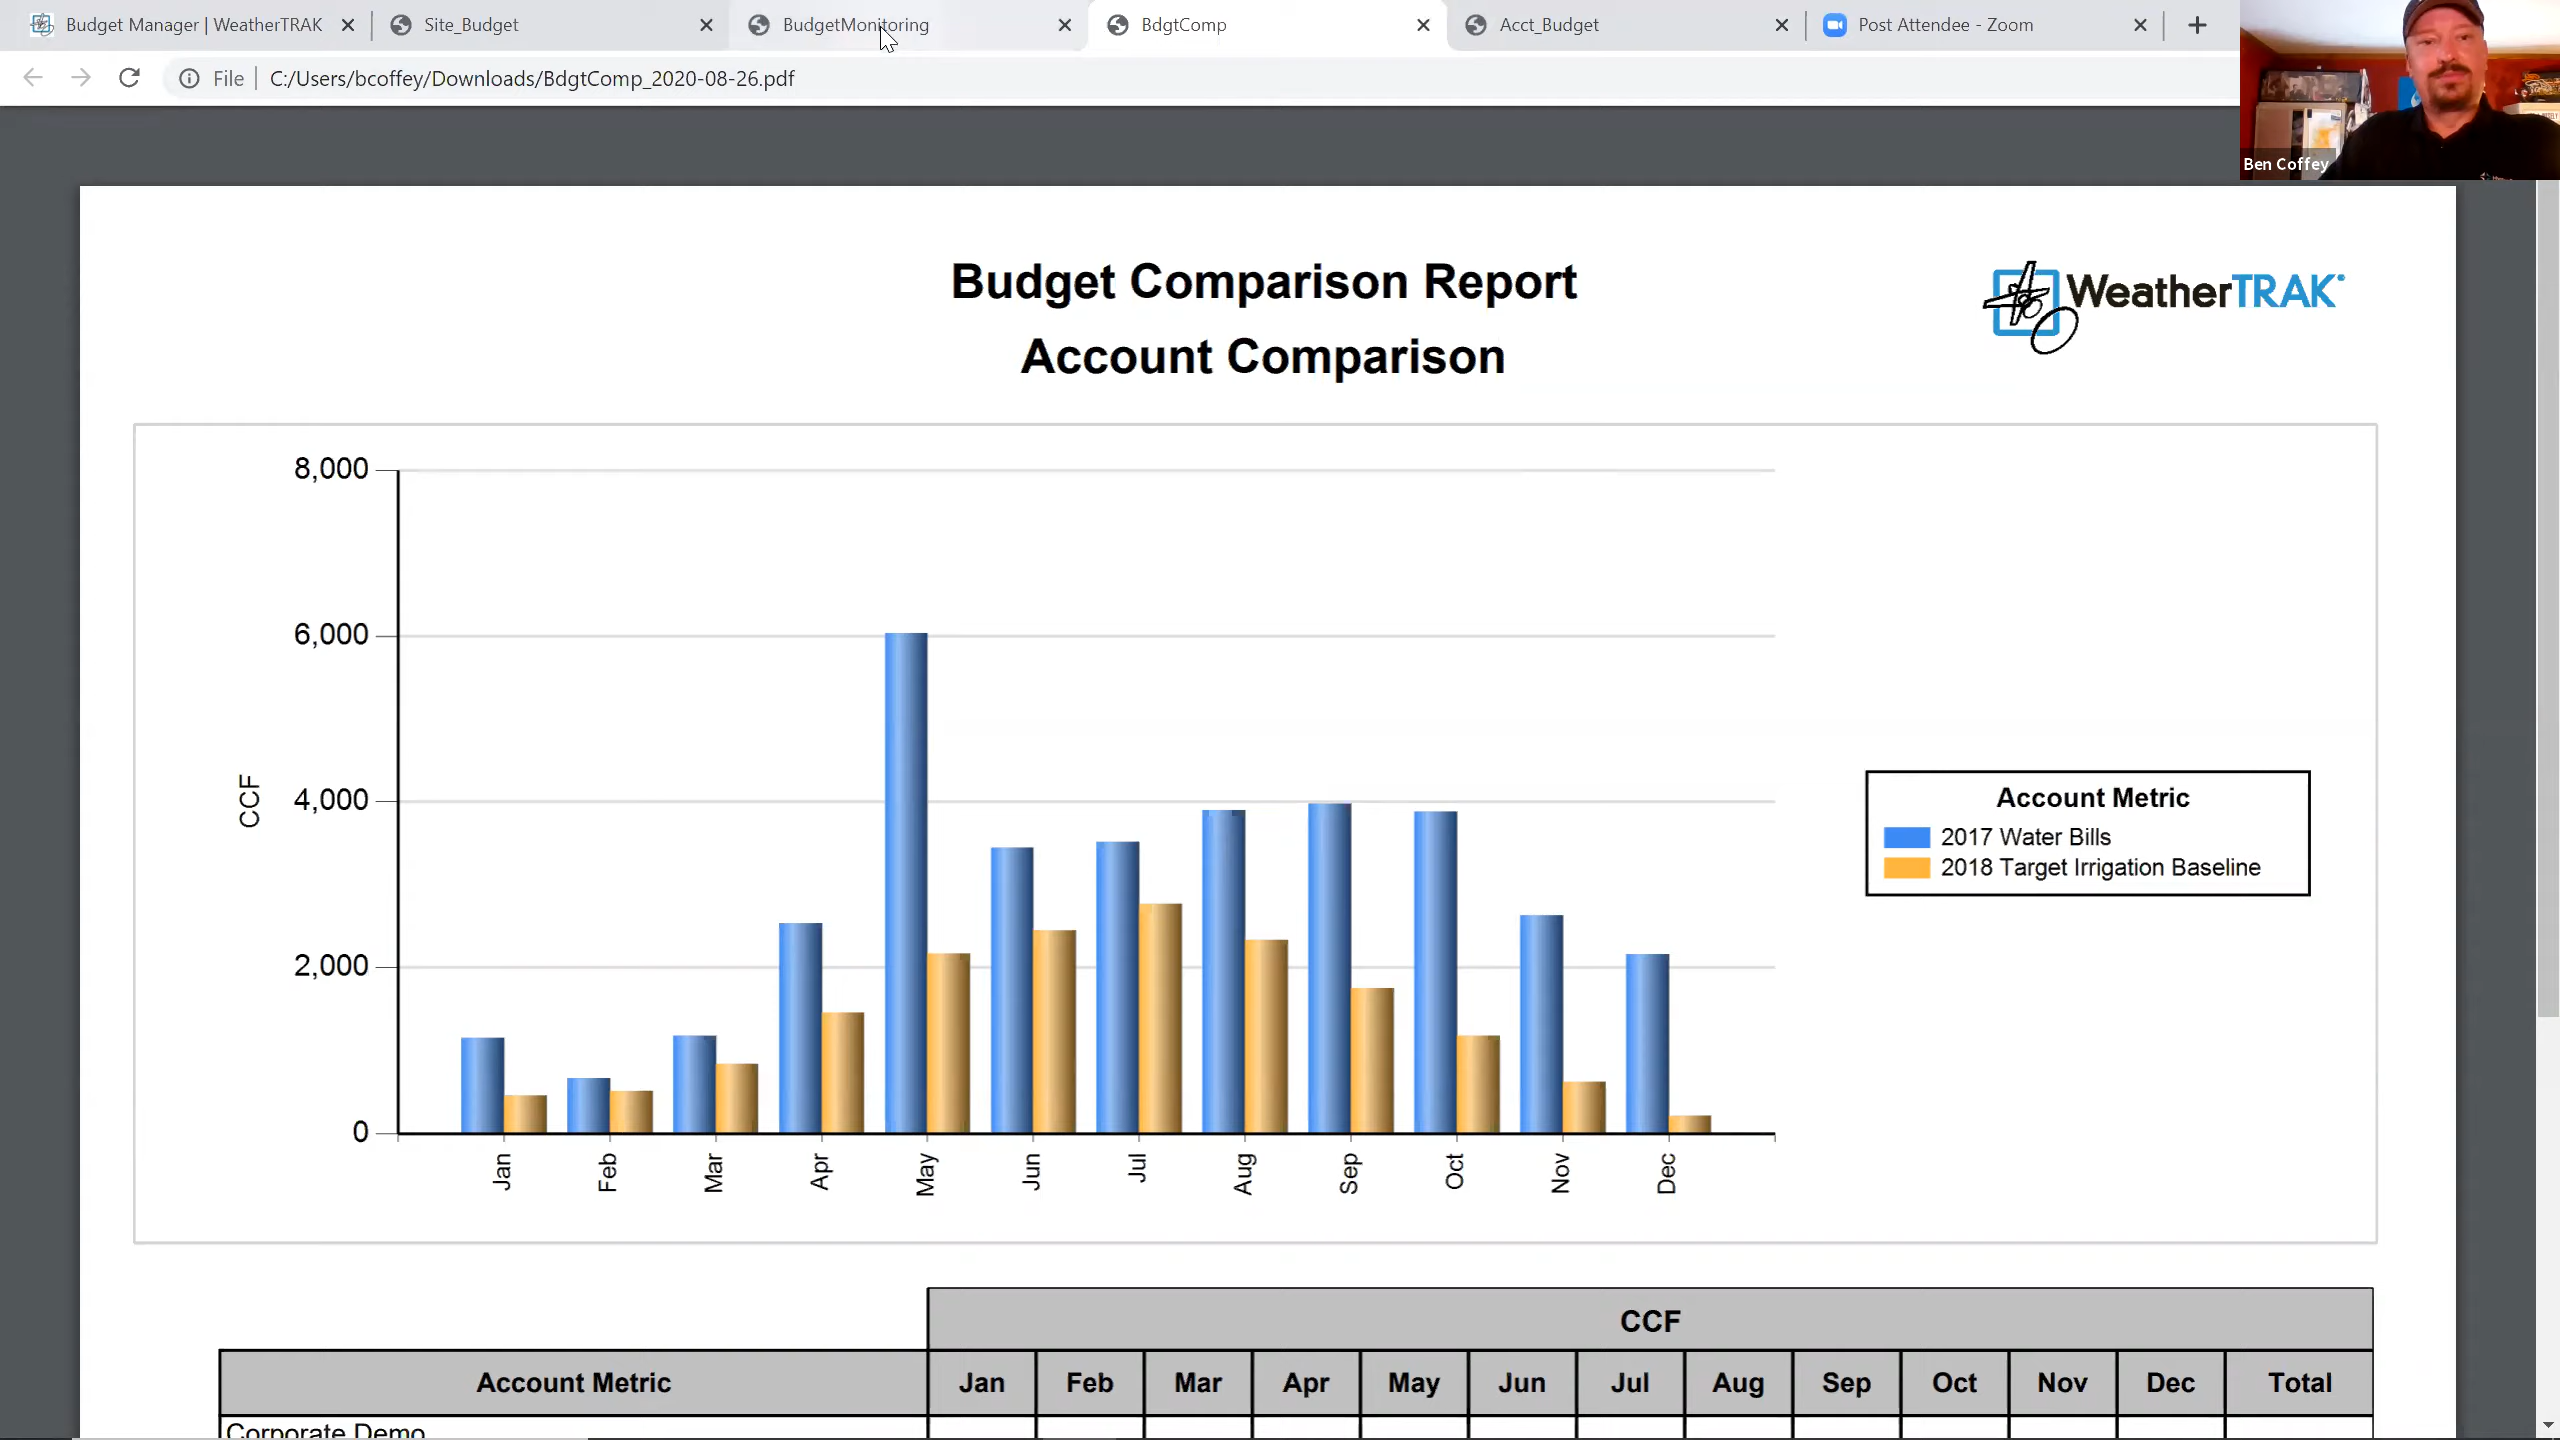 Budget Manager | WeatherTRAK
Site_Budget
BudgetMonitoring
BdgtComp
Acct_Budget
Post Attendee - Zoom
File
C:/Users/bcoffey/Downloads/BdgtComp_2020-08-26.pdf
Ben Coffey
Budget Comparison Report
WeatherTRAK
Account Comparison
8,000
6,000
4,000
2,000
0
CCF
Jan
Feb
Mar
Apr
May
Jun
Jul
Aug
Sep
Oct
Nov
Dec
Account Metric
2017 Water Bills
2018 Target Irrigation Baseline
CCF
Account Metric Jan Feb Mar Apr May Jun Jul Aug Sep Oct Nov Dec Total
Corporate Demo